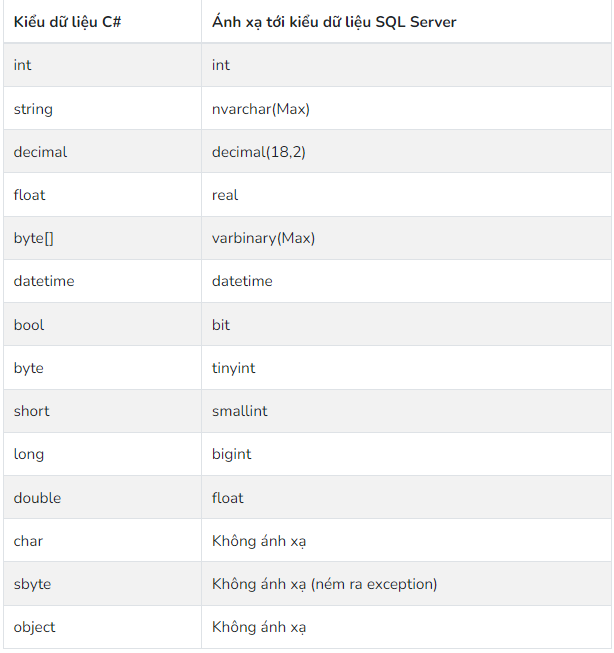 Kiểu dữ liệu C# Ánh xạ tới kiểu dữ liệu SQL Server
int int
string nvarchar(Max)
decimal decimal(18,2)
float real
byte[] varbinary(Max)
datetime datetime
bool bit
byte tinyint
short smallint
long bigint
double float
char Không ánh xạ
sbyte Không ánh xạ (ném ra exception)
object Không ánh xạ